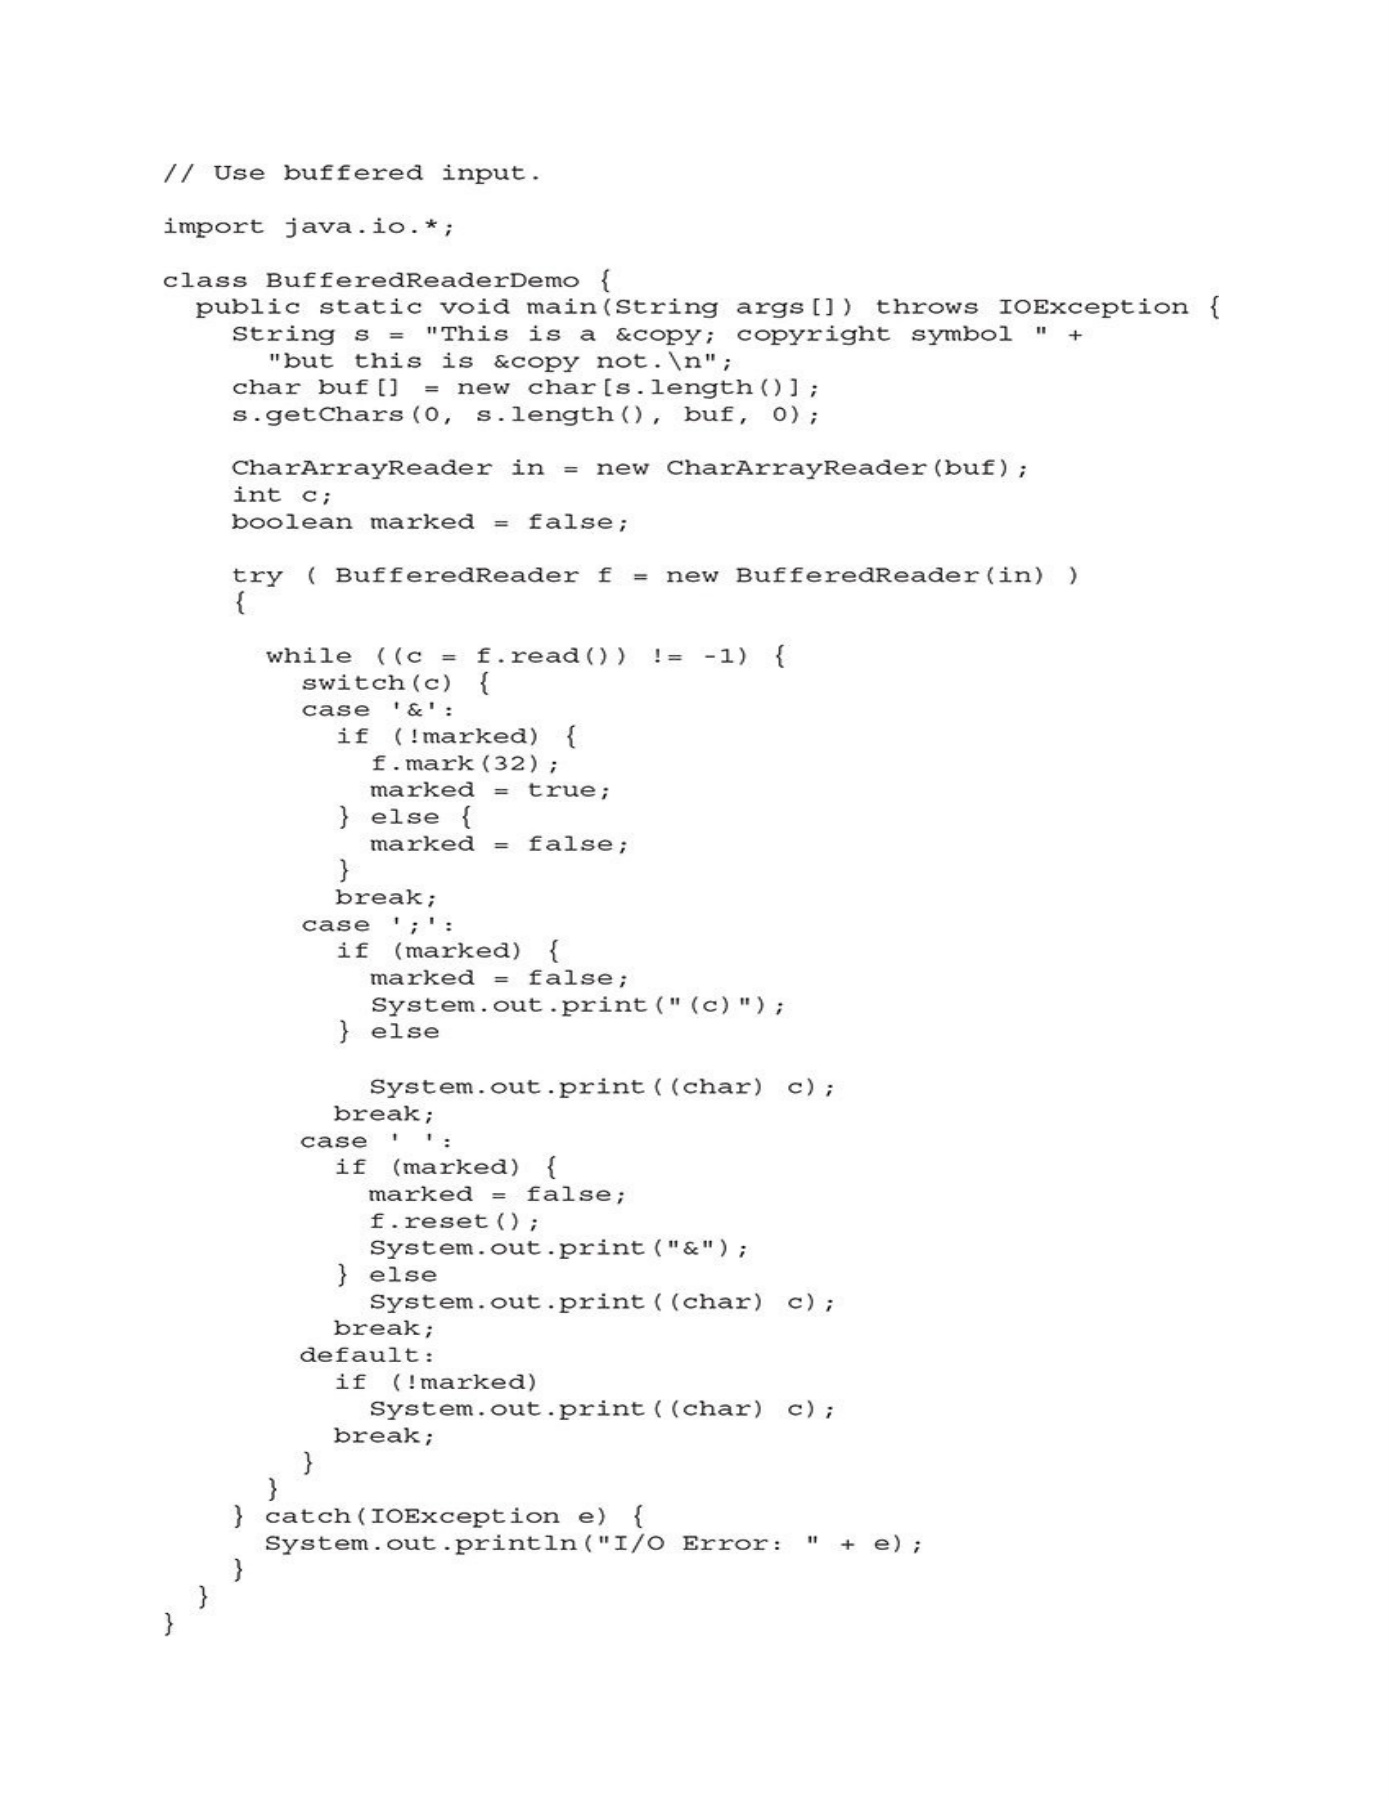 // Use buffered input.
import java.io.*;
class BufferedReaderDemo {
public static void main(String args[]) throws IOException {
String s = "This is a &copy; copyright symbol " +
"but this is &copy not.\n";
char buf[] = new char[s.length()];
s.getChars(0, s.length(), buf, 0);
CharArrayReader in = new CharArrayReader(buf);
int c;
boolean marked = false;
try ( BufferedReader f = new BufferedReader(in) )
{
while ((c = f.read()) != -1) {
switch(c) {
case '&':
if (!marked) {
f.mark(32);
marked = true;
} else {
marked = false;
}
break;
case ';':
if (marked) {
marked = false;
System.out.print("(c)");
} else
System.out.print((char) c);
break;
case ' ':
if (marked) {
marked = false;
f.reset();
System.out.print("&");
} else
System.out.print((char) c);
break;
default:
if (!marked)
System.out.print((char) c);
break;
}
}
} catch(IOException e) {
System.out.println("I/O Error: " + e);
}
}
}